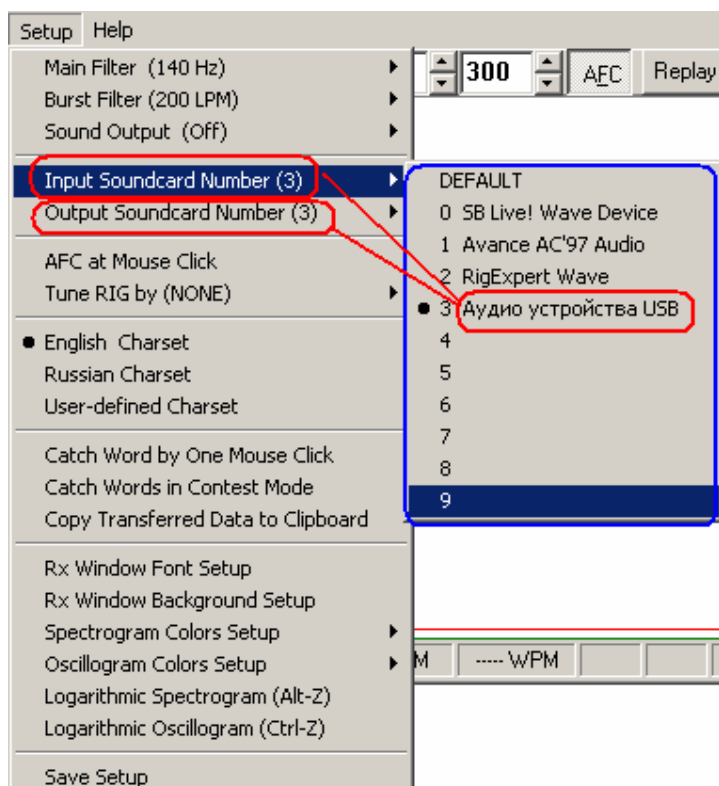 Setup Help
Main Filter (140 Hz)
Burst Filter (200 LPM)
Sound Output (Off)
Input Soundcard Number (3)
Output Soundcard Number (3)
AFC at Mouse Click
Tune RIG by (NONE)
English Charset
Russian Charset
User-defined Charset
Catch Word by One Mouse Click
Catch Words in Contest Mode
Copy Transferred Data to Clipboard
Rx Window Font Setup
Rx Window Background Setup
Spectrogram Colors Setup
Oscillogram Colors Setup
Logarithmic Spectrogram (Alt-Z)
Logarithmic Oscillogram (Ctrl-Z)
Save Setup
300 AFC Replay
DEFAULT
0 SB Live! Wave Device
1 Avance AC'97 Audio
2 RigExpert Wave
3 Аудио устройства USB
4
5
6
7
8
9
M ----- WPM